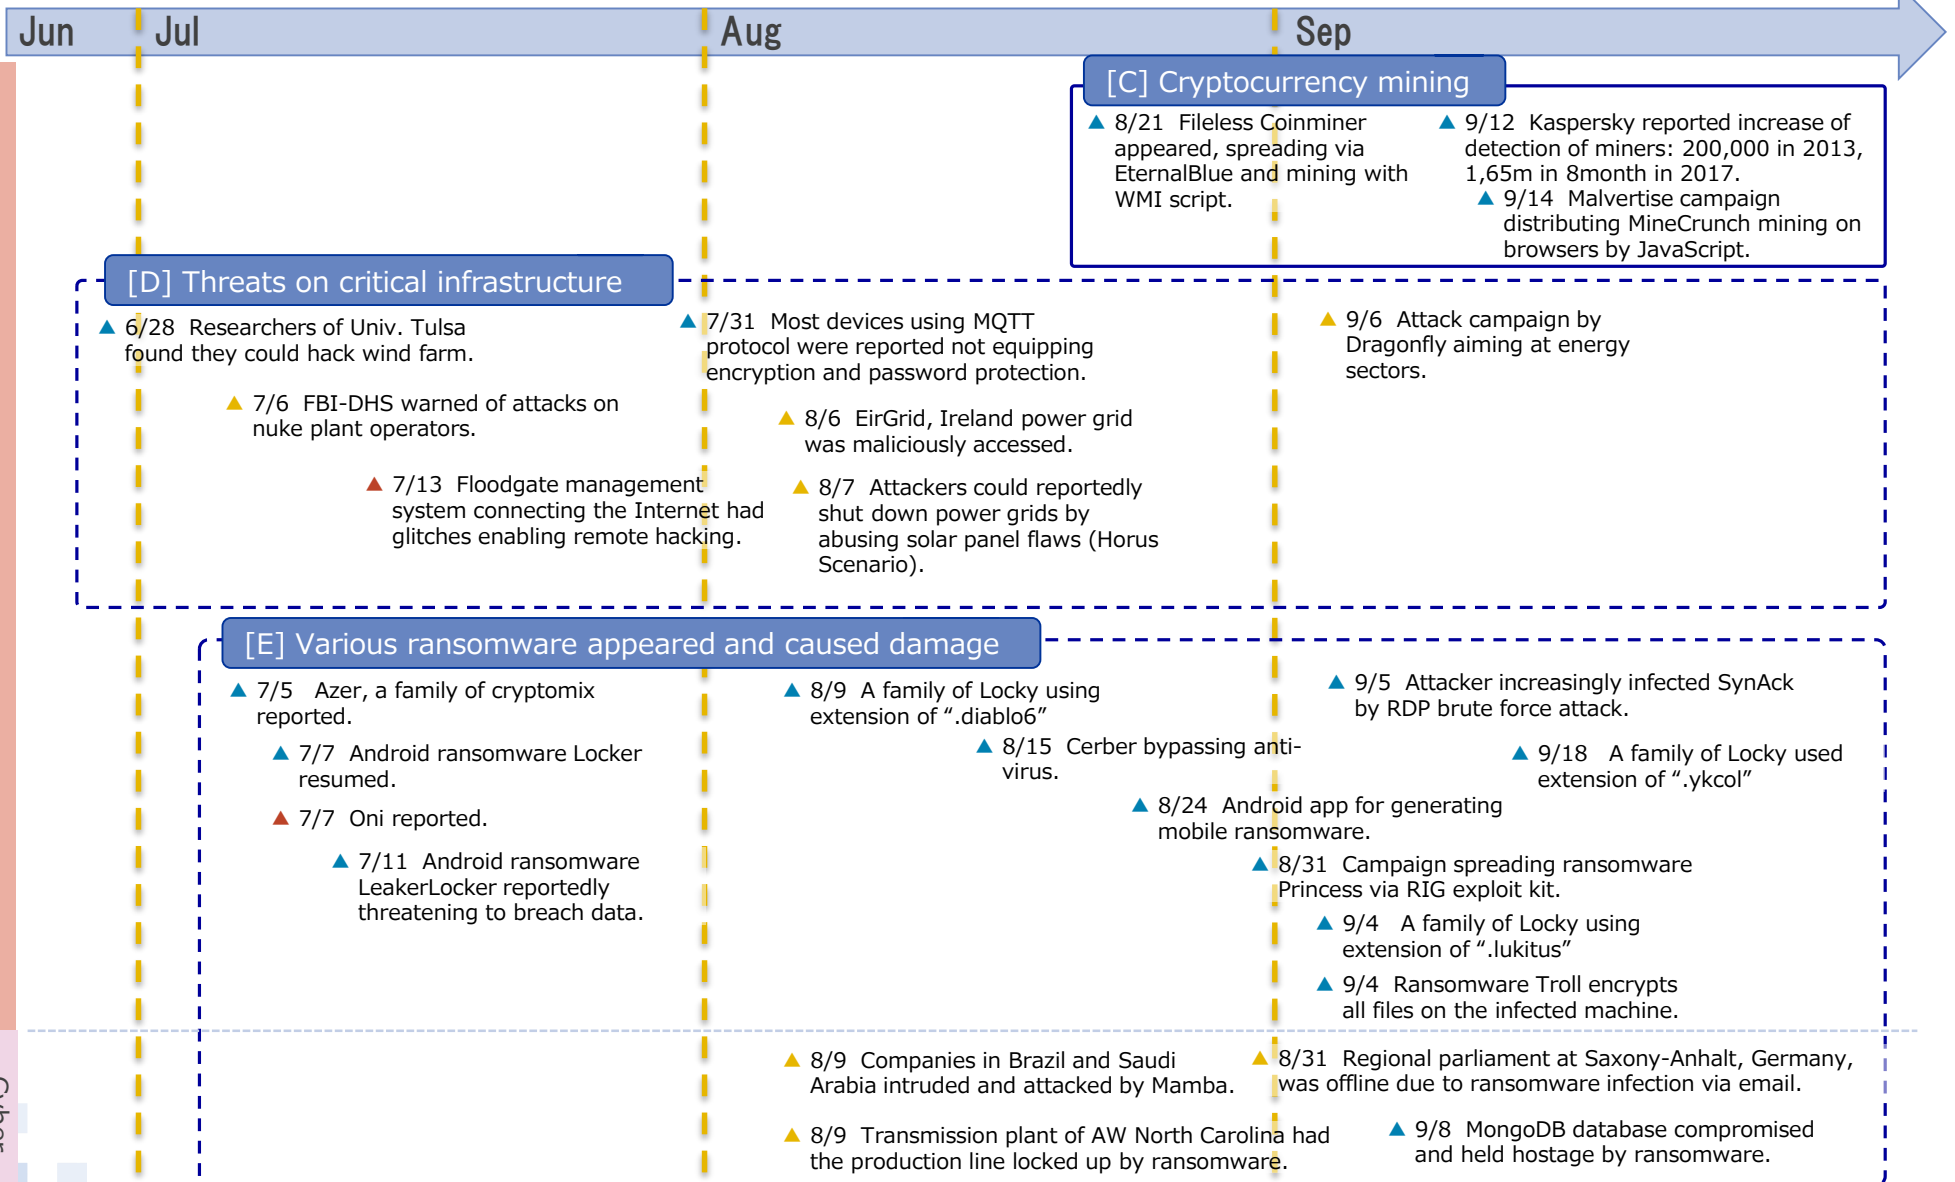 Jun
Jul
Aug
Sep
[C] Cryptocurrency mining
▲ 8/21 Fileless Coinminer
appeared, spreading via
EternalBlue and mining with
WMI script.
▲ 9/12 Kaspersky reported increase of
detection of miners: 200,000 in 2013,
1,65m in 8month in 2017.
▲ 9/14 Malvertise campaign
distributing MineCrunch mining on
browsers by JavaScript.
[D] Threats on critical infrastructure
▲ 6/28 Researchers of Univ. Tulsa
found they could hack wind farm.
▲ 7/6 FBI-DHS warned of attacks on
nuke plant operators.
▲ 7/13 Floodgate management
system connecting the Internet had
glitches enabling remote hacking.
▲ 7/31 Most devices using MQTT
protocol were reported not equipping
encryption and password protection.
▲ 8/6 EirGrid, Ireland power grid
was maliciously accessed.
▲ 8/7 Attackers could reportedly
shut down power grids by
abusing solar panel flaws (Horus
Scenario).
▲ 9/6 Attack campaign by
Dragonfly aiming at energy
sectors.
[E] Various ransomware appeared and caused damage
▲ 7/5 Azer, a family of cryptomix
reported.
▲ 7/7 Android ransomware Locker
resumed.
▲ 7/7 Oni reported.
▲ 7/11 Android ransomware
LeakerLocker reportedly
threatening to breach data.
▲ 8/9 A family of Locky using
extension of “.diablo6”
▲ 8/15 Cerber bypassing anti-
virus.
▲ 8/24 Android app for generating
mobile ransomware.
▲ 8/31 Campaign spreading ransomware
Princess via RIG exploit kit.
▲ 9/4 A family of Locky using
extension of “.lukitus”
▲ 9/4 Ransomware Troll encrypts
all files on the infected machine.
▲ 9/5 Attacker increasingly infected SynAck
by RDP brute force attack.
▲ 9/18 A family of Locky used
extension of “.ykcol”
▲ 8/9 Companies in Brazil and Saudi
Arabia intruded and attacked by Mamba.
▲ 8/9 Transmission plant of AW North Carolina had
the production line locked up by ransomware.
▲ 8/31 Regional parliament at Saxony-Anhalt, Germany,
was offline due to ransomware infection via email.
▲ 9/8 MongoDB database compromised
and held hostage by ransomware.
Cyber